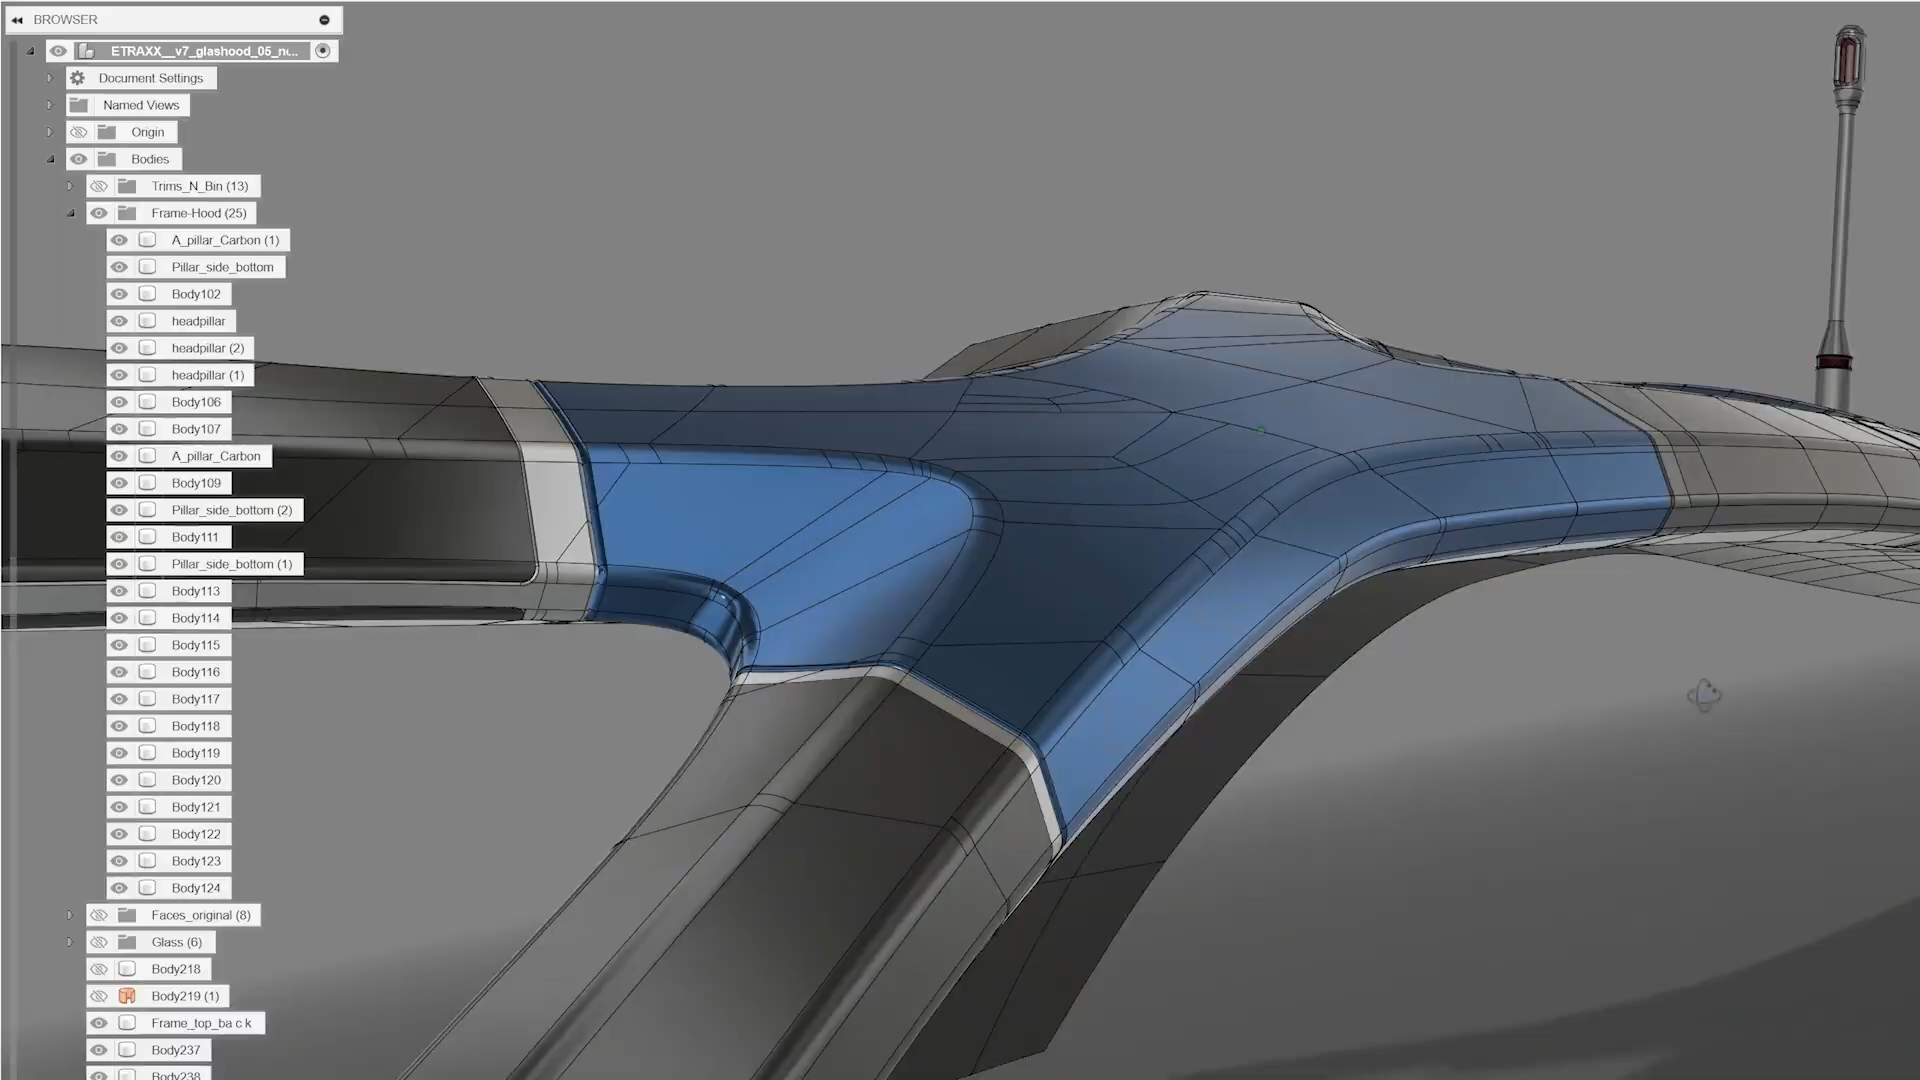 BROWSER
ETRAXX__v7_glashood_05_n...
Document Settings
Named Views
Origin
Bodies
Trims_N_Bin (13)
Frame-Hood (25)
A_pillar_Carbon (1)
Pillar_side_bottom
Body102
headpillar
headpillar (2)
headpillar (1)
Body106
Body107
A_pillar_Carbon
Body109
Pillar_side_bottom (2)
Body111
Pillar_side_bottom (1)
Body113
Body114
Body115
Body116
Body117
Body118
Body119
Body120
Body121
Body122
Body123
Body124
Faces_original (8)
Glass (6)
Body218
Body219 (1)
Frame_top_ba c k
Body237
Body238